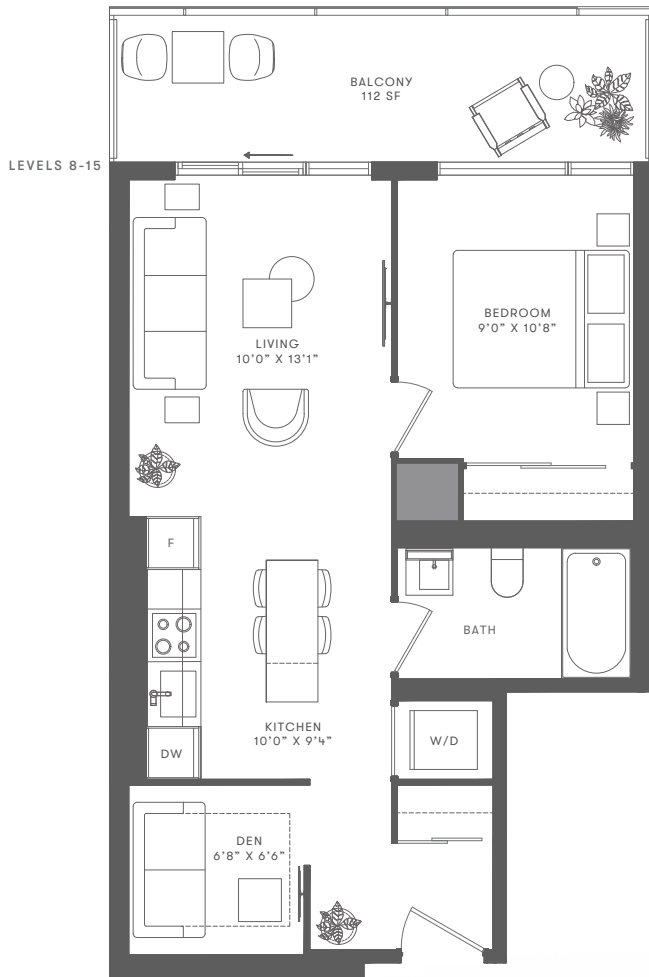 BALCONY
112 SF
LEVELS 8-15
BEDROOM
9'0" X 10'8"
LIVING
10'0" X 13'1"
F
BATH
KITCHEN
10'0" X 9'4"
W/D
DW
DEN
6'8" X 6'6"